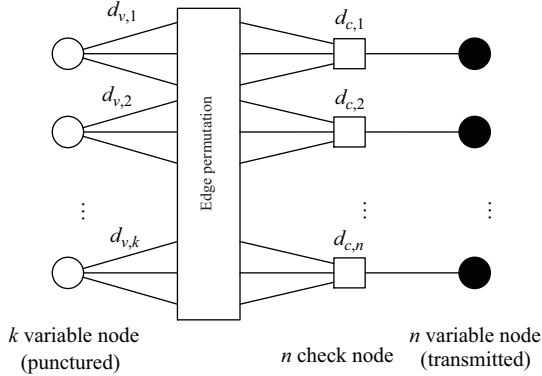 d_{v,1}
d_{c,1}
d_{v,2}
d_{c,2}
Edge permutation
d_{v,k}
d_{c,n}
k variable node
(punctured)
n check node
n variable node
(transmitted)